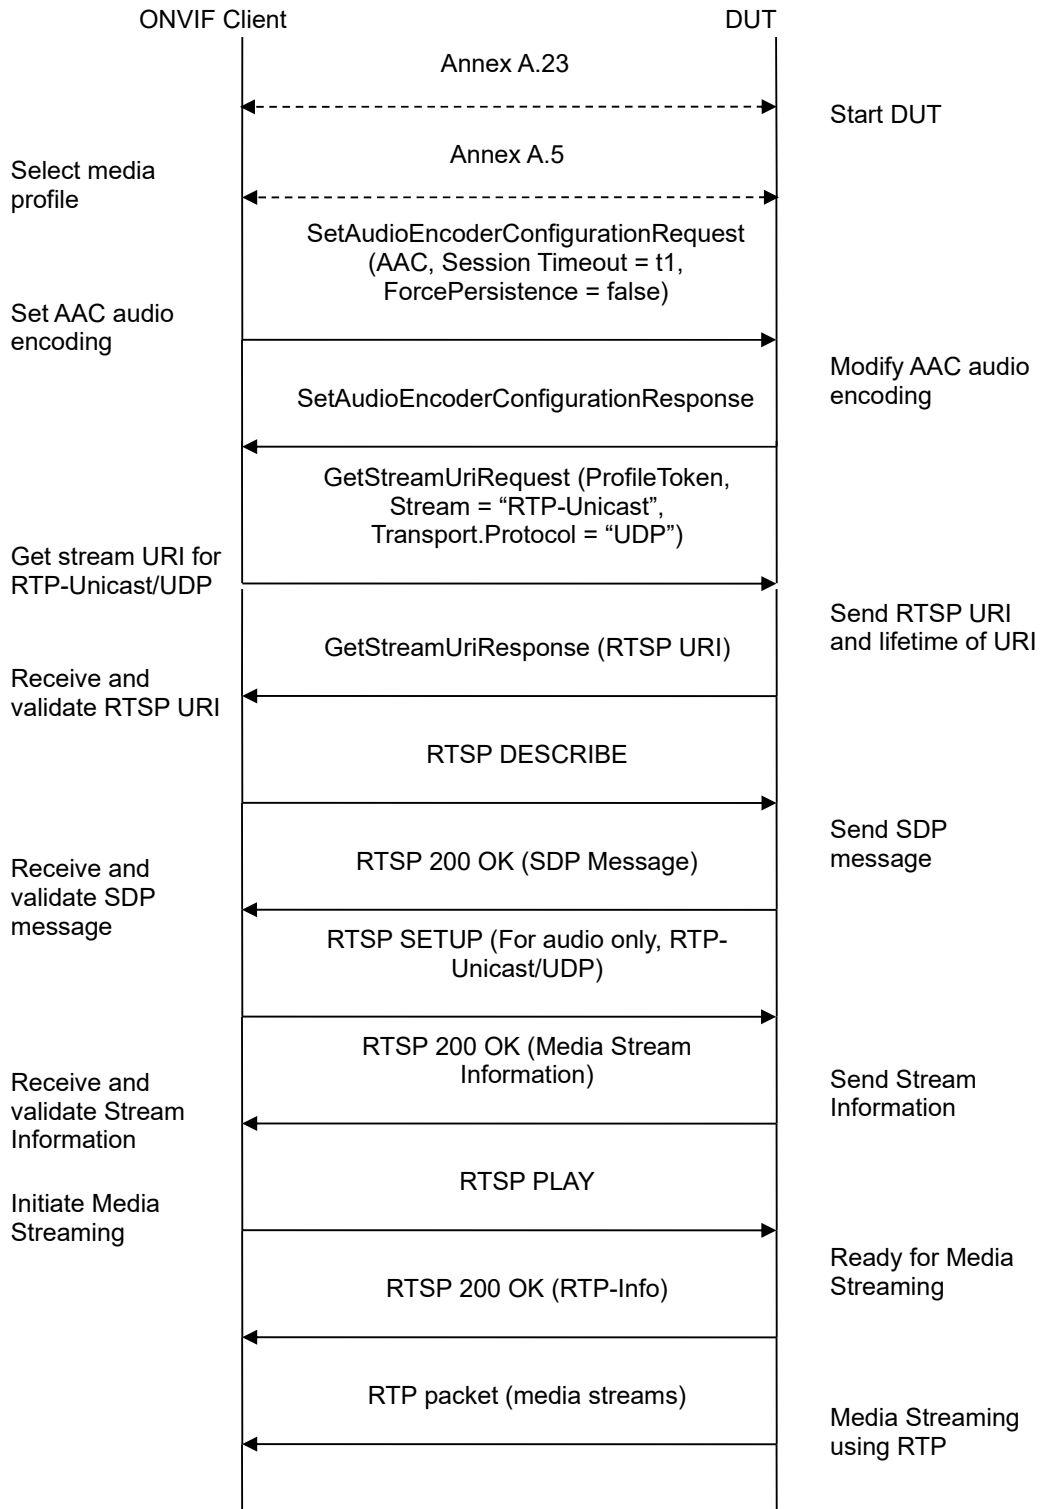 ONVIF Client
DUT
Annex A.23
Start DUT
Annex A.5
Select media
profile
SetAudioEncoderConfigurationRequest
(AAC, Session Timeout = t1,
ForcePersistence = false)
Set AAC audio
encoding
Modify AAC audio
encoding
SetAudioEncoderConfigurationResponse
GetStreamUriRequest (ProfileToken,
Stream = “RTP-Unicast”,
Transport.Protocol = “UDP”)
Get stream URI for
RTP-Unicast/UDP
Send RTSP URI
and lifetime of URI
GetStreamUriResponse (RTSP URI)
Receive and
validate RTSP URI
RTSP DESCRIBE
Send SDP
message
RTSP 200 OK (SDP Message)
Receive and
validate SDP
message
RTSP SETUP (For audio only, RTP-
Unicast/UDP)
RTSP 200 OK (Media Stream
Information)
Receive and
validate Stream
Information
Send Stream
Information
RTSP PLAY
Initiate Media
Streaming
Ready for Media
Streaming
RTSP 200 OK (RTP-Info)
RTP packet (media streams)
Media Streaming
using RTP